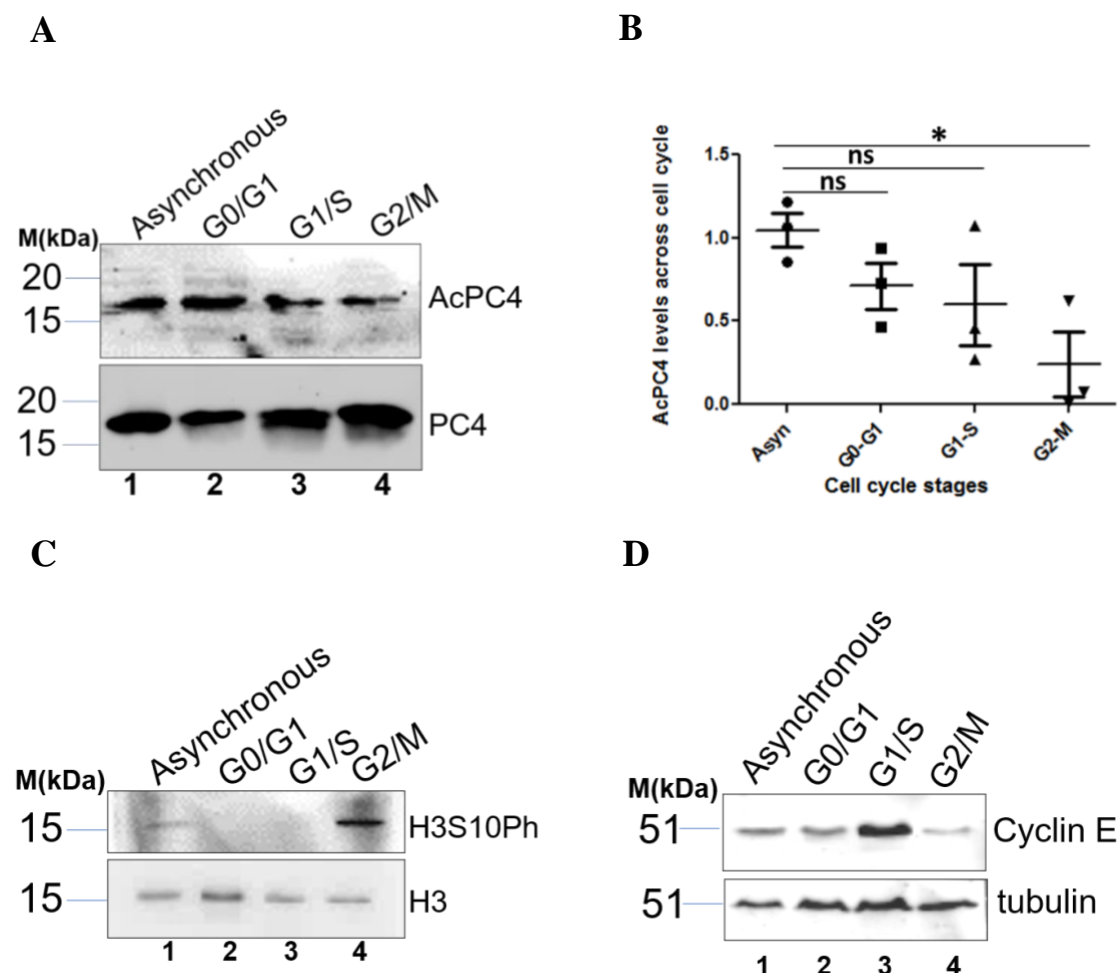 A
Asynchronous
G0/G1
G1/S
G2/M
M(kDa)
20
15
AcPC4
20
15
PC4
1 2 3 4
B
AcPC4 levels across cell cycle
1.5
1.0
0.5
0.0
*
ns
ns
Asyn
G0-G1
G1-S
G2-M
Cell cycle stages
C
Asynchronous
G0/G1
G1/S
G2/M
M(kDa)
15
H3S10Ph
15
H3
1 2 3 4
D
Asynchronous
G0/G1
G1/S
G2/M
M(kDa)
51
Cyclin E
51
tubulin
1 2 3 4